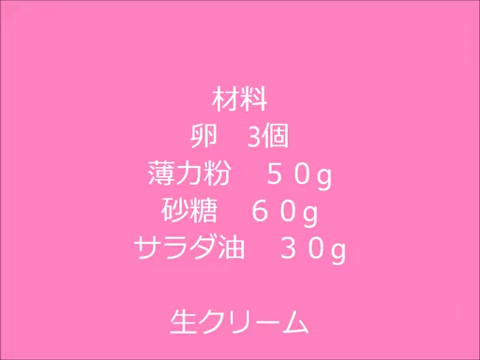 材料
卵　3個
薄力粉　５０g
砂糖　６０g
サラダ油　３０g
生クリーム